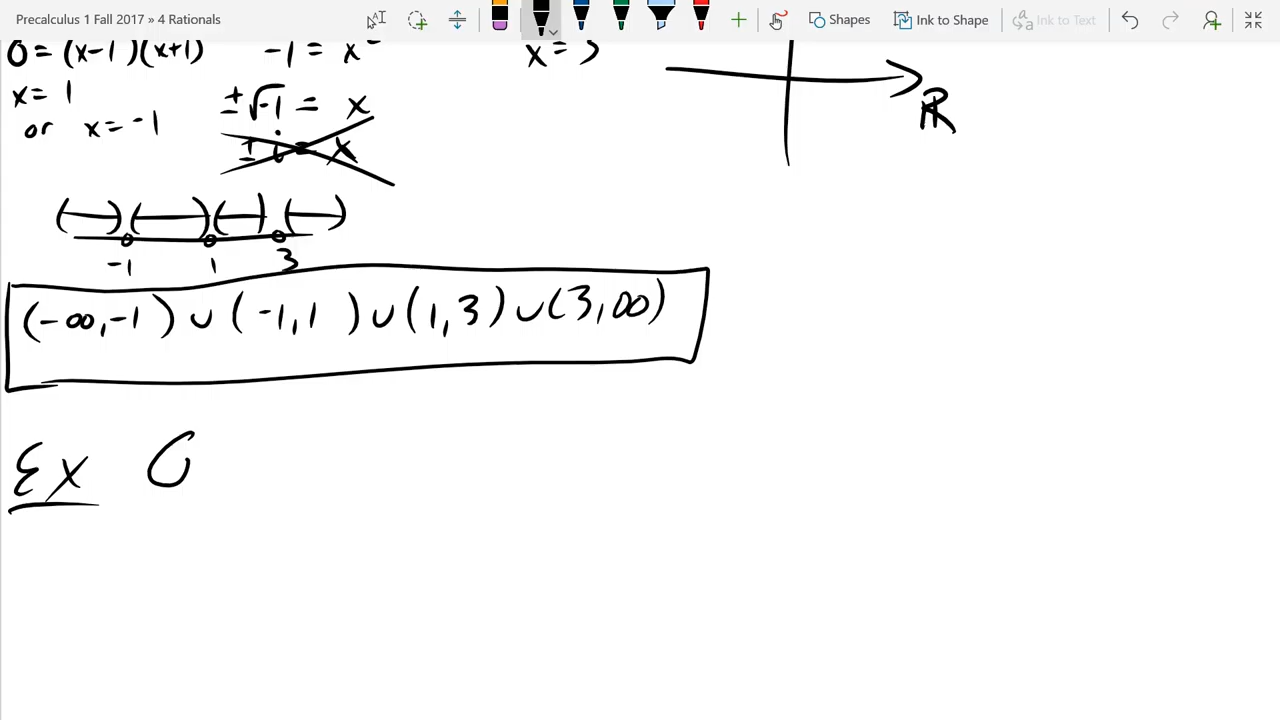 Precalculus 1 Fall 2017 » 4 Rationals
Shapes
Ink to Shape
Ink to Text
0 = (x-1)(x+1)
-1 = x²
x = 3
x = 1
or x = -1
±√-1 = x
± i = x
ℝ
-1 1 3
(-∞,-1) ∪ (-1,1) ∪ (1,3) ∪ (3,∞)
Ex